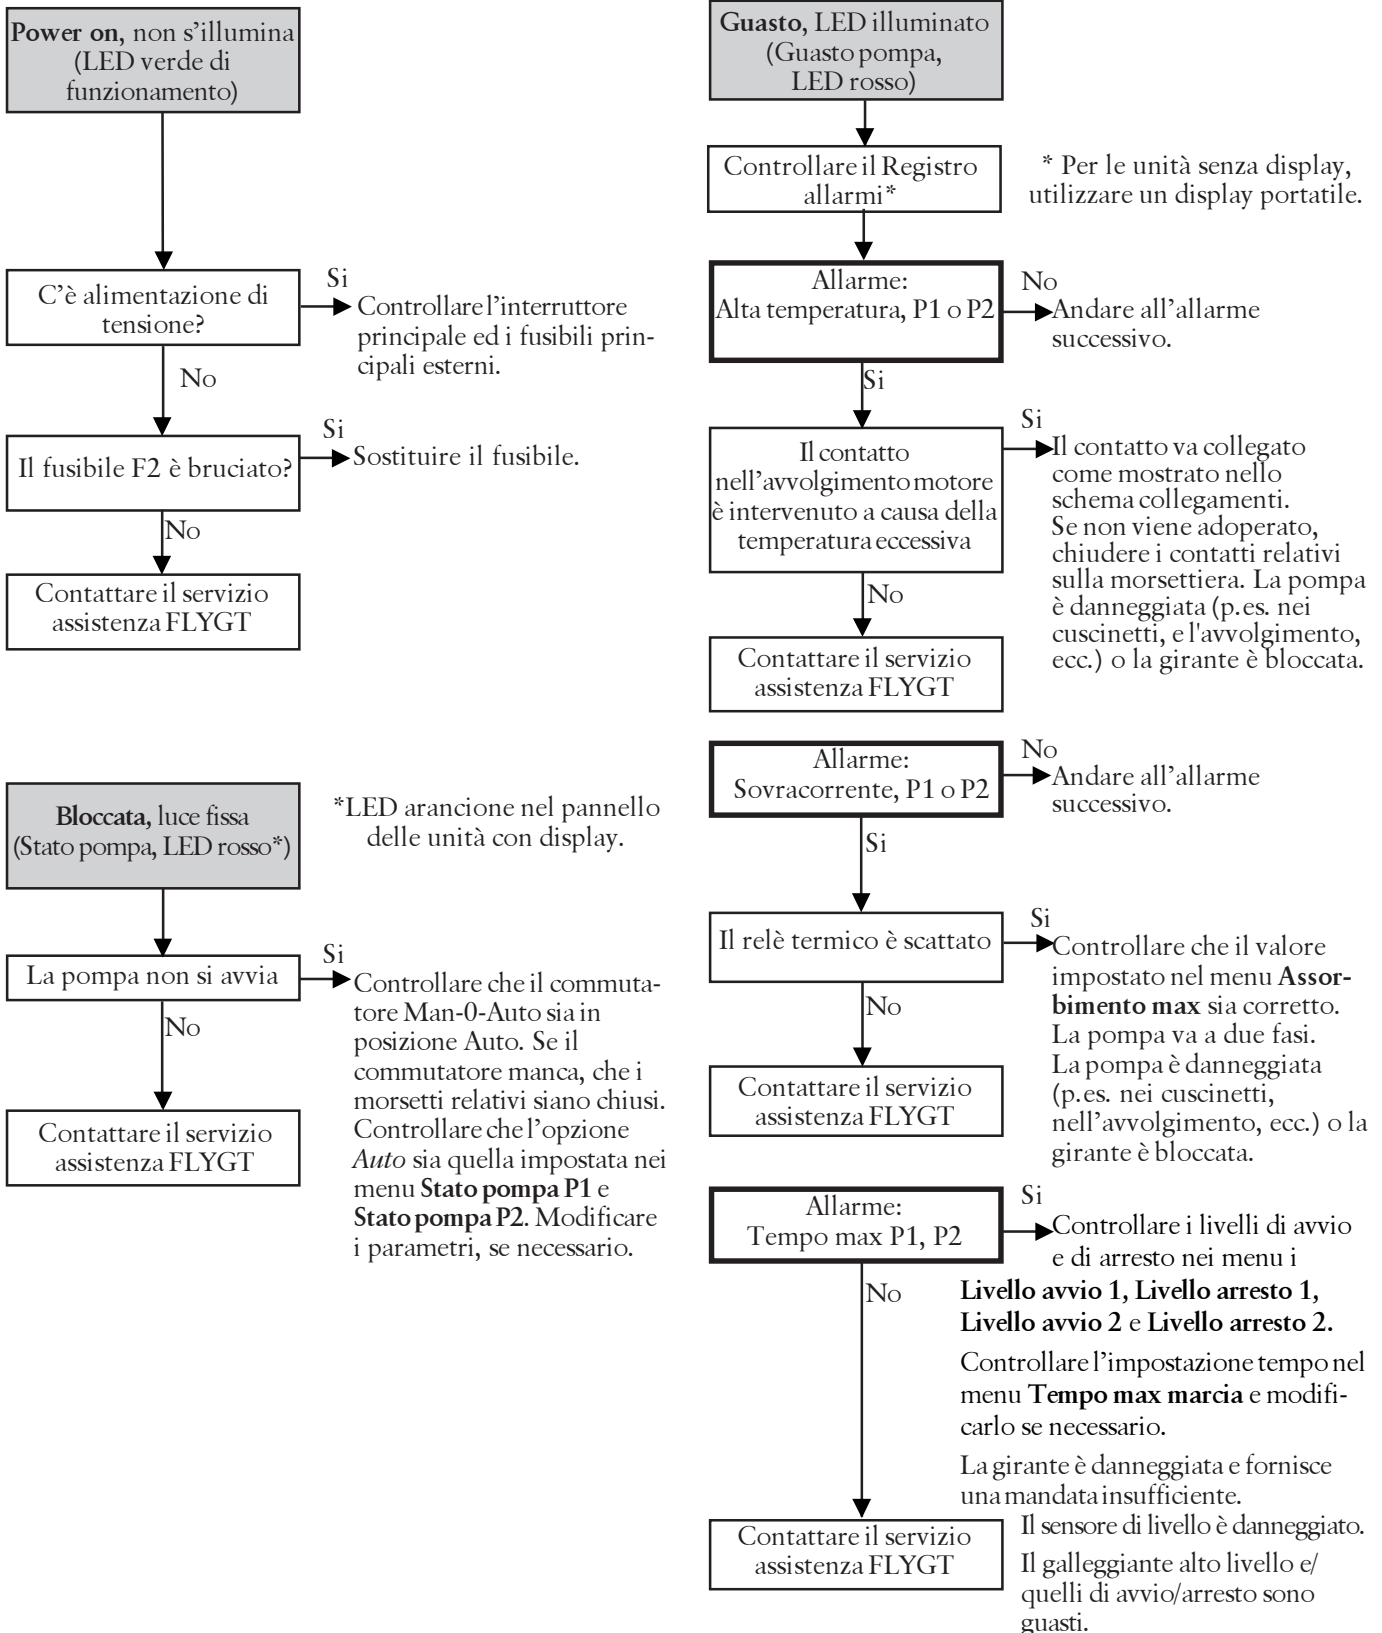 Power on, non s'illumina
(LED verde di
funzionamento)
C'è alimentazione di
tensione?
Si
Controllare l'interruttore
principale ed i fusibili prin-
cipali esterni.
No
Il fusibile F2 è bruciato?
Si
Sostituire il fusibile.
No
Contattare il servizio
assistenza FLYGT
Bloccata, luce fissa
(Stato pompa, LED rosso*)
*LED arancione nel pannello
delle unità con display.
La pompa non si avvia
Si
Controllare che il commuta-
tore Man-0-Auto sia in
posizione Auto. Se il
commutatore manca, che i
morsetti relativi siano chiusi.
Controllare che l'opzione
Auto sia quella impostata nei
menu Stato pompa P1 e
Stato pompa P2. Modificare
i parametri, se necessario.
No
Contattare il servizio
assistenza FLYGT
Guasto, LED illuminato
(Guasto pompa,
LED rosso)
Controllare il Registro
allarmi*
* Per le unità senza display,
utilizzare un display portatile.
Allarme:
Alta temperatura, P1 o P2
No
Andare all'allarme
successivo.
Si
Il contatto
nell'avvolgimento motore
è intervenuto a causa della
temperatura eccessiva
Si
Il contatto va collegato
come mostrato nello
schema collegamenti.
Se non viene adoperato,
chiudere i contatti relativi
sulla morsettiera. La pompa
è danneggiata (p.es. nei
cuscinetti, e l'avvolgimento,
ecc.) o la girante è bloccata.
No
Contattare il servizio
assistenza FLYGT
Allarme:
Sovracorrente, P1 o P2
No
Andare all'allarme
successivo.
Si
Il relè termico è scattato
Si
Controllare che il valore
impostato nel menu Assor-
bimento max sia corretto.
La pompa va a due fasi.
La pompa è danneggiata
(p.es. nei cuscinetti,
nell'avvolgimento, ecc.) o la
girante è bloccata.
No
Contattare il servizio
assistenza FLYGT
Allarme:
Tempo max P1, P2
Si
Controllare i livelli di avvio
e di arresto nei menu i
Livello avvio 1, Livello arresto 1,
Livello avvio 2 e Livello arresto 2.
Controllare l'impostazione tempo nel
menu Tempo max marcia e modifi-
carlo se necessario.
La girante è danneggiata e fornisce
una mandata insufficiente.
Il sensore di livello è danneggiato.
Il galleggiante alto livello e/
quelli di avvio/arresto sono
guasti.
No
Contattare il servizio
assistenza FLYGT